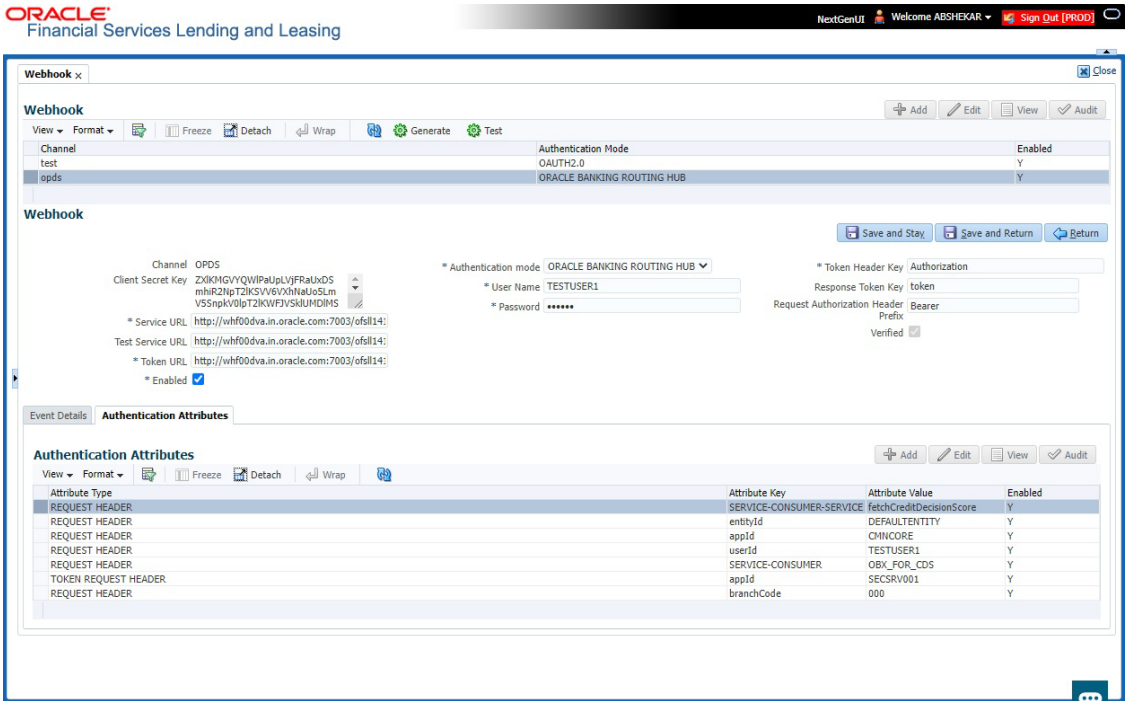 ORACLE
Financial Services Lending and Leasing
NextGenUI Welcome ABSHEKAR Sign Out [PROD]
Webhook x
Close
Webhook
Add Edit View Audit
View Format Freeze Detach Wrap Generate Test
Channel Authentication Mode Enabled
test OAUTH2.0 Y
opds ORACLE BANKING ROUTING HUB Y
Webhook
Save and Stay Save and Return Return
Channel OPDS
Client Secret Key
* Service URL http://whf00dva.in.oracle.com:7003/ofsll14
Test Service URL http://whf00dva.in.oracle.com:7003/ofsll14
* Token URL http://whf00dva.in.oracle.com:7003/ofsll14
* Enabled
* Authentication mode ORACLE BANKING ROUTING HUB
* User Name TESTUSER1
* Password ••••••
* Token Header Key Authorization
Response Token Key token
Request Authorization Header Bearer
Prefix
Verified
Event Details Authentication Attributes
Authentication Attributes
Add Edit View Audit
View Format Freeze Detach Wrap
Attribute Type Attribute Key Attribute Value Enabled
REQUEST HEADER SERVICE-CONSUMER-SERVICE fetchCreditDecisionScore Y
REQUEST HEADER entityId DEFAULTENTITY Y
REQUEST HEADER appId CMNCORE Y
REQUEST HEADER userId TESTUSER1 Y
REQUEST HEADER SERVICE-CONSUMER OBX_FOR_CDS Y
TOKEN REQUEST HEADER appId SECSRV001 Y
REQUEST HEADER branchCode 000 Y